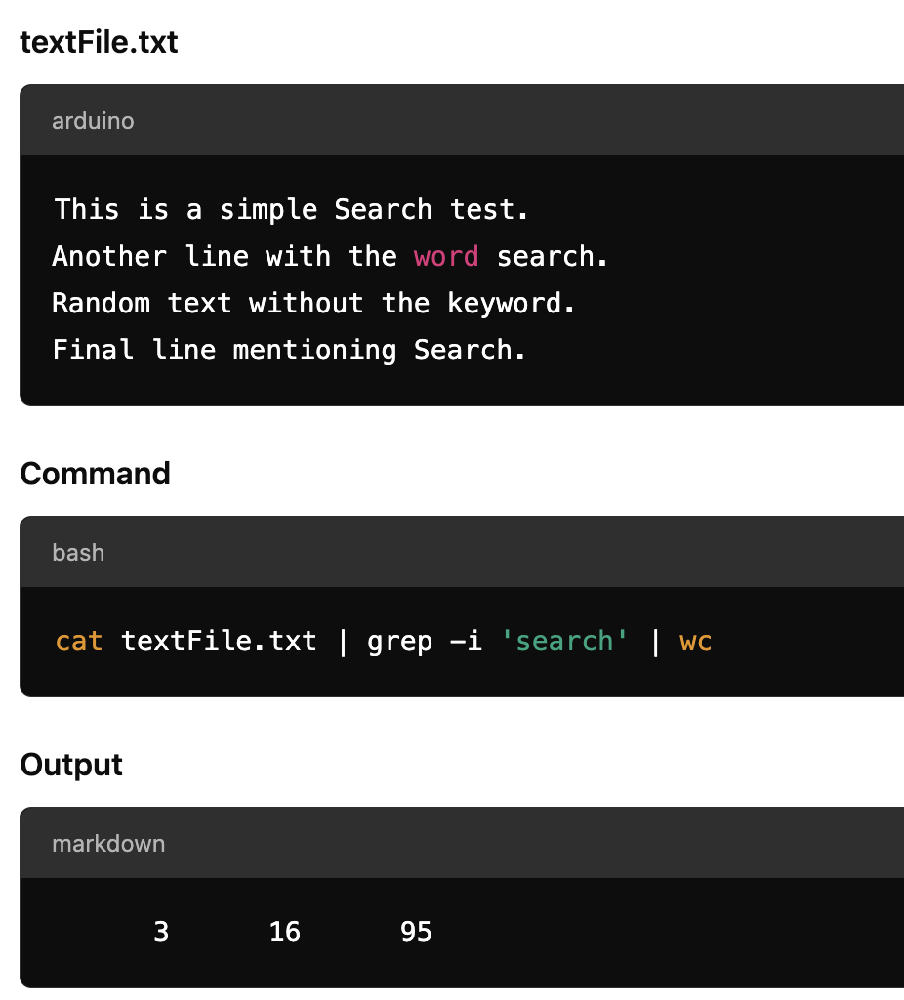 textFile.txt
arduino
This is a simple Search test.
Another line with the word search.
Random text without the keyword.
Final line mentioning Search.
Command
bash
cat textFile.txt | grep -i 'search' | wc
Output
markdown
3 16 95